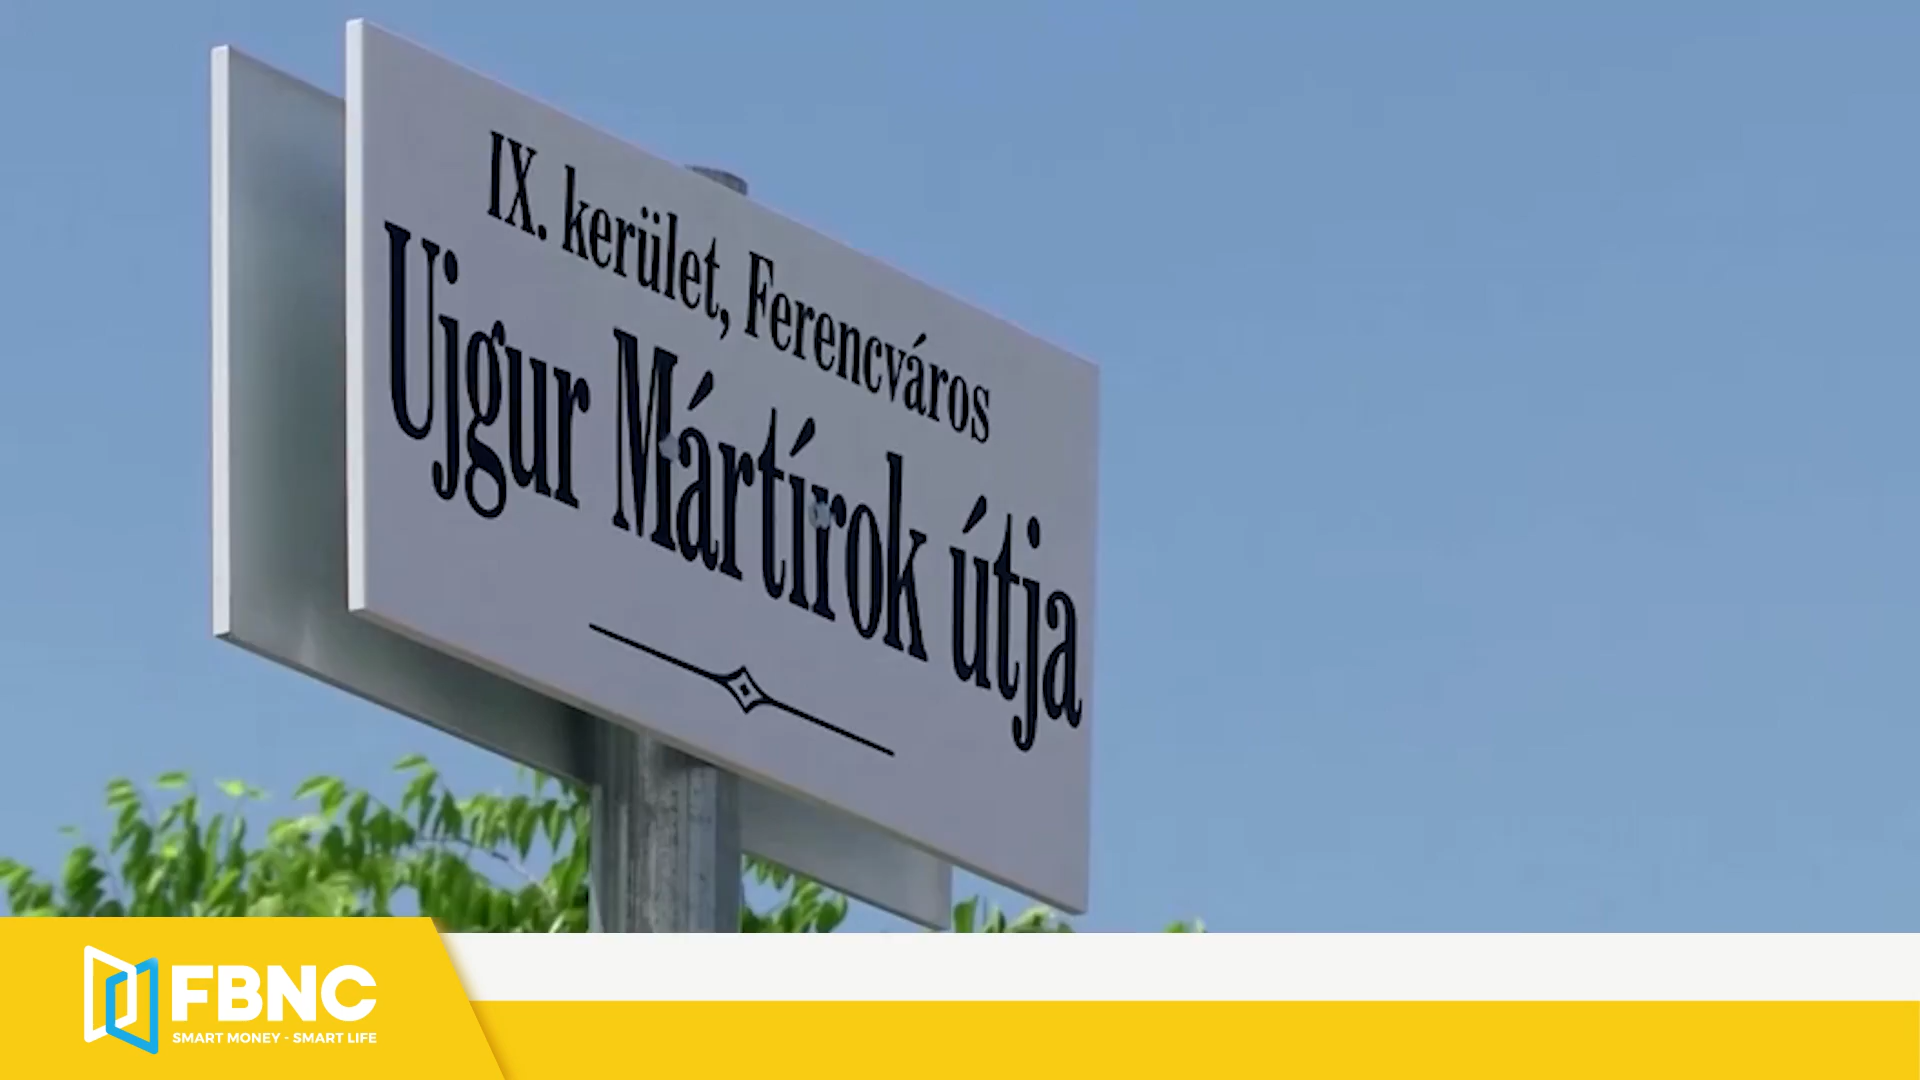 IX. kerület, Ferencváros
Ujgur Mártírok útja
FBNC
SMART MONEY - SMART LIFE